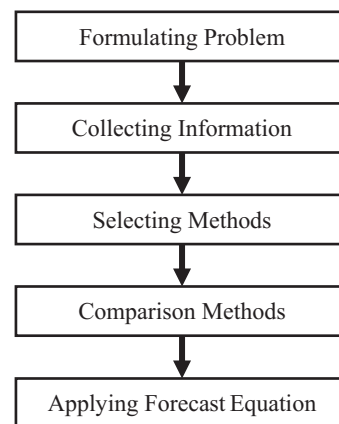 Formulating Problem
Collecting Information
Selecting Methods
Comparison Methods
Applying Forecast Equation